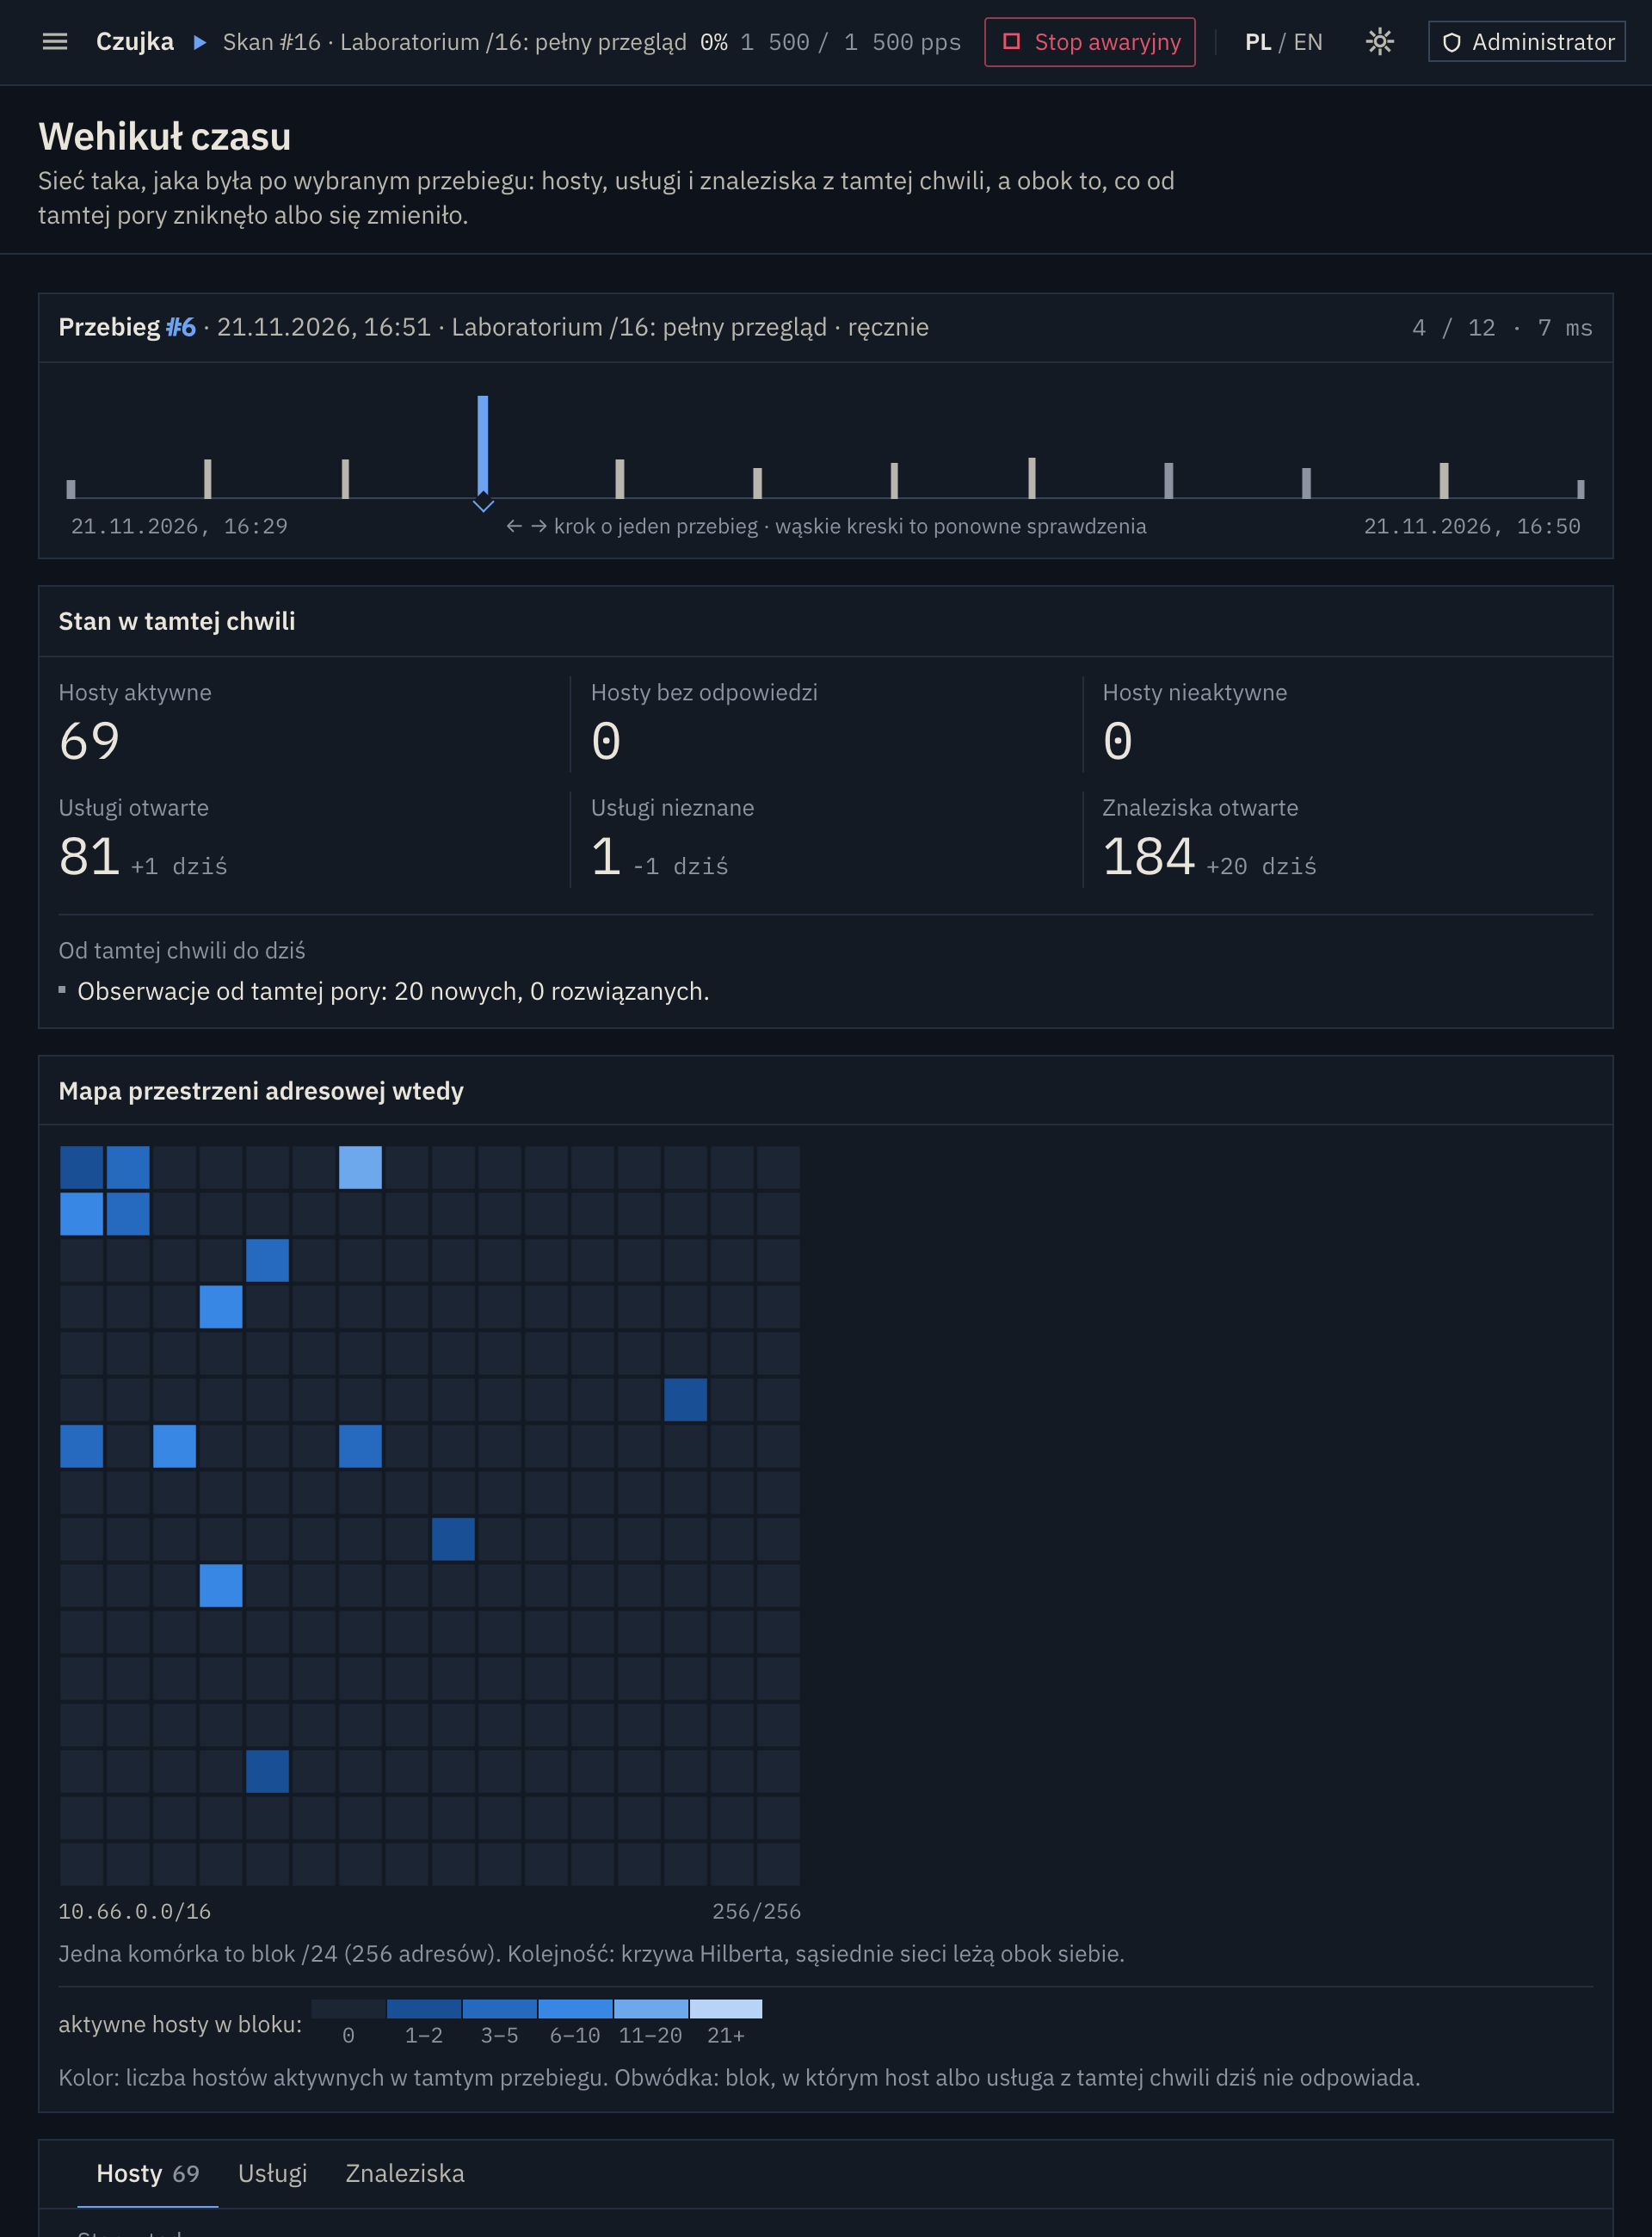 Czujka Skan #16 · Laboratorium /16: pełny przegląd 0% 1 500 / 1 500 pps Stop awaryjny PL / EN Administrator
Wehikuł czasu
Sieć taka, jaka była po wybranym przebiegu: hosty, usługi i znaleziska z tamtej chwili, a obok to, co od
tamtej pory zniknęło albo się zmieniło.
Przebieg #6 · 21.11.2026, 16:51 · Laboratorium /16: pełny przegląd · ręcznie 4 / 12 · 7 ms
21.11.2026, 16:29 ← → krok o jeden przebieg · wąskie kreski to ponowne sprawdzenia 21.11.2026, 16:50
Stan w tamtej chwili
Hosty aktywne Hosty bez odpowiedzi Hosty nieaktywne
69 0 0
Usługi otwarte Usługi nieznane Znaleziska otwarte
81 +1 dziś 1 -1 dziś 184 +20 dziś
Od tamtej chwili do dziś
Obserwacje od tamtej pory: 20 nowych, 0 rozwiązanych.
Mapa przestrzeni adresowej wtedy
10.66.0.0/16 256/256
Jedna komórka to blok /24 (256 adresów). Kolejność: krzywa Hilberta, sąsiednie sieci leżą obok siebie.
aktywne hosty w bloku: 0 1–2 3–5 6–10 11–20 21+
Kolor: liczba hostów aktywnych w tamtym przebiegu. Obwódka: blok, w którym host albo usługa z tamtej chwili dziś nie odpowiada.
Hosty 69 Usługi Znaleziska